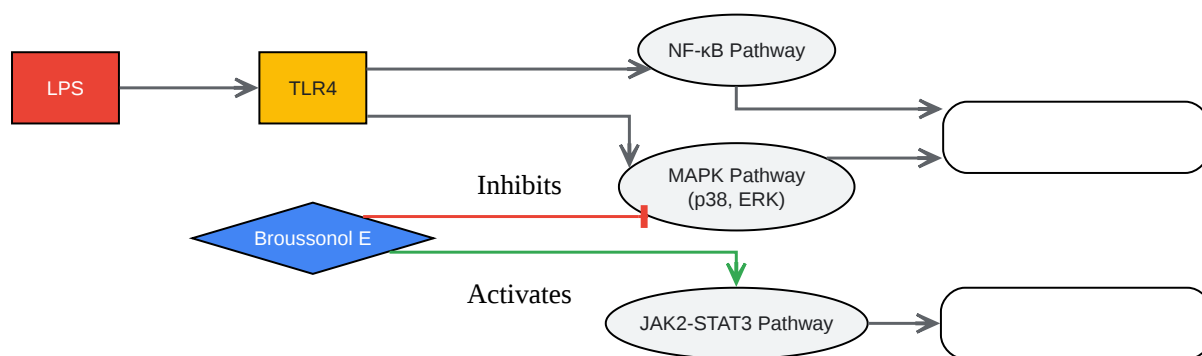 NF-κB Pathway
LPS
TLR4
MAPK Pathway
(p38, ERK)
Inhibits
Broussonol E
Activates
JAK2-STAT3 Pathway